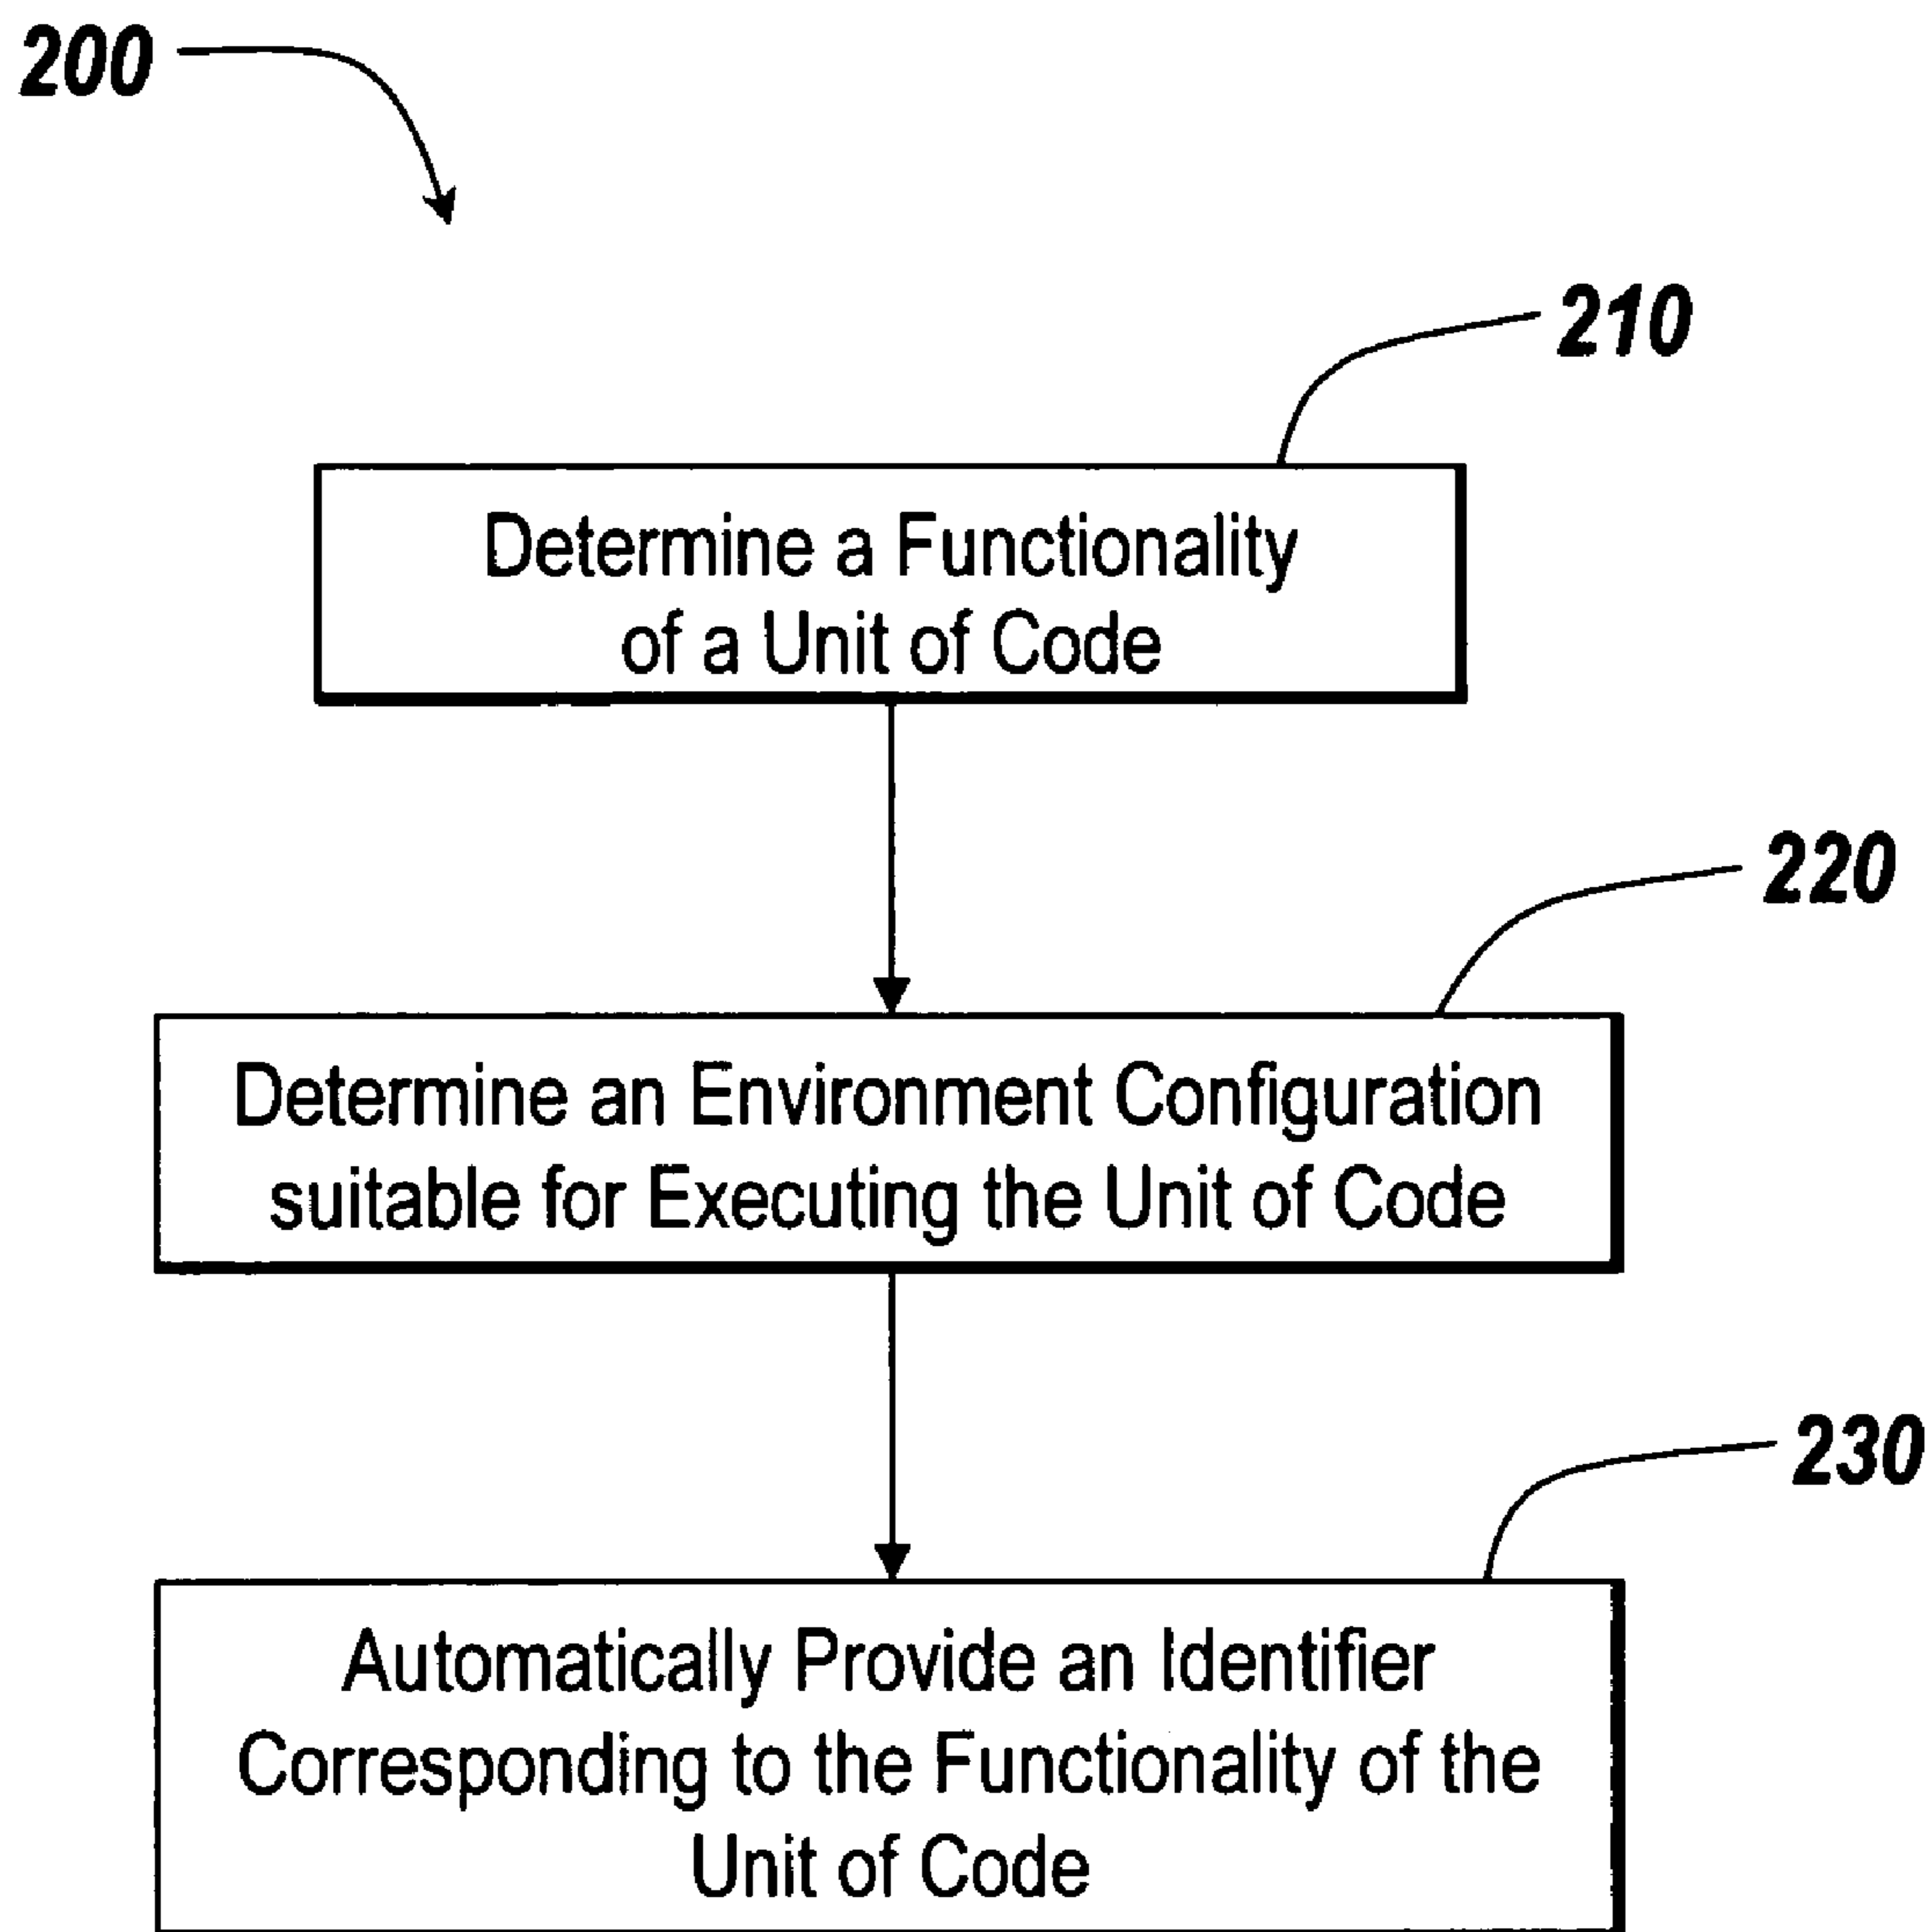 200
210
Determine a Functionality
of a Unit of Code
220
Determine an Environment Configuration
suitable for Executing the Unit of Code
230
Automatically Provide an Identifier
Corresponding to the Functionality of the
Unit of Code